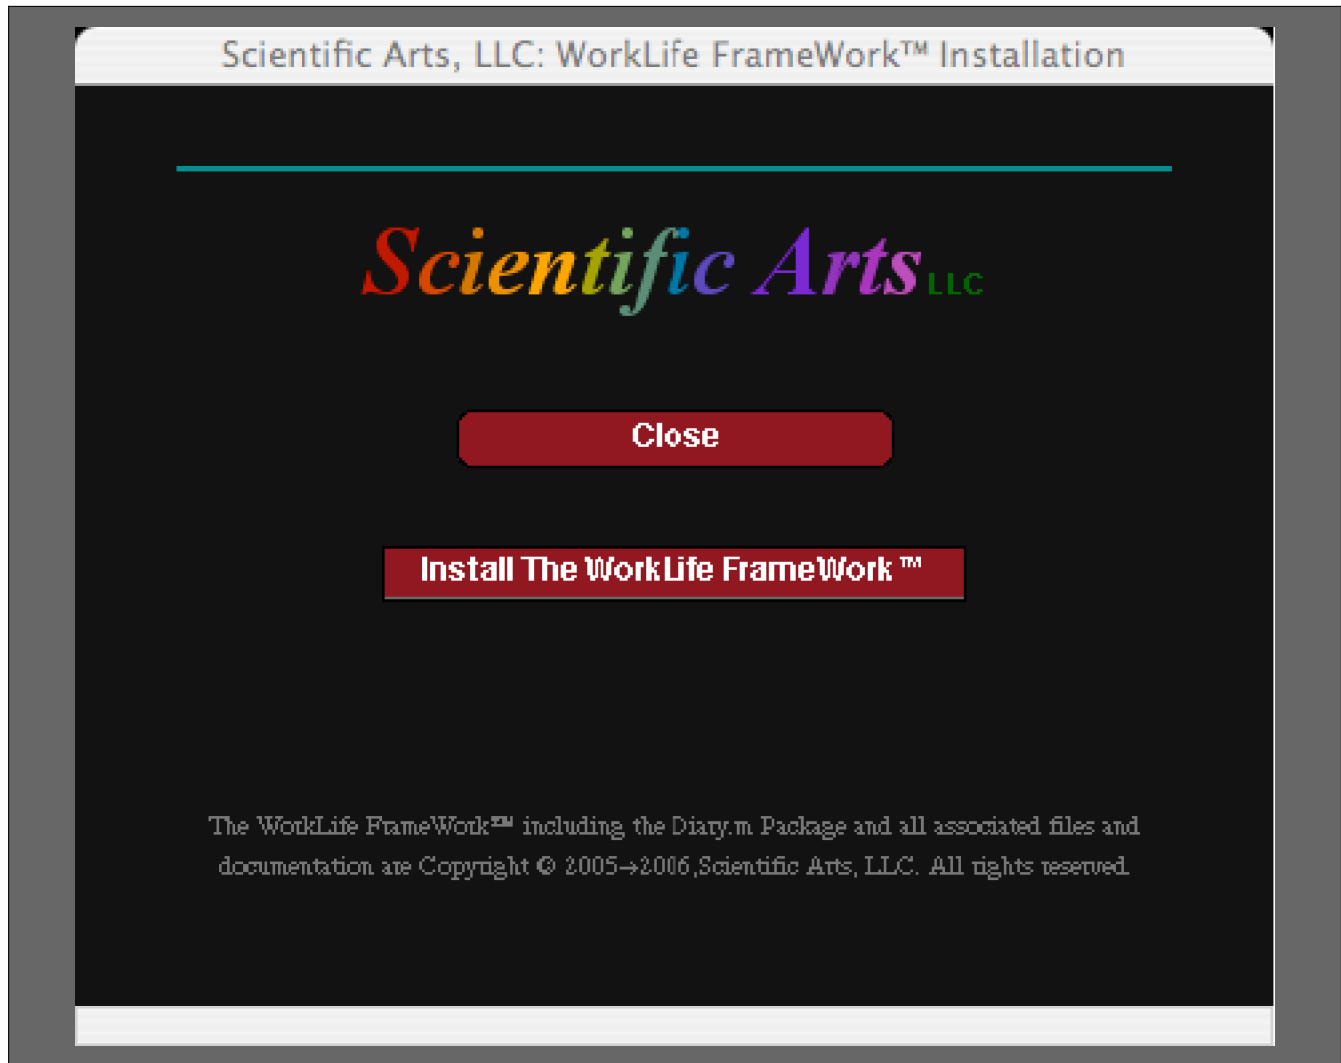 Scientific Arts, LLC: WorkLife FrameWork™ Installation
Scientific Arts LLC
Close
Install The WorkLife FrameWork ™
The WorkLife FrameWork™ including the Diary.m Package and all associated files and
documentation are Copyright © 2005→2006,Scientific Arts, LLC. All rights reserved.